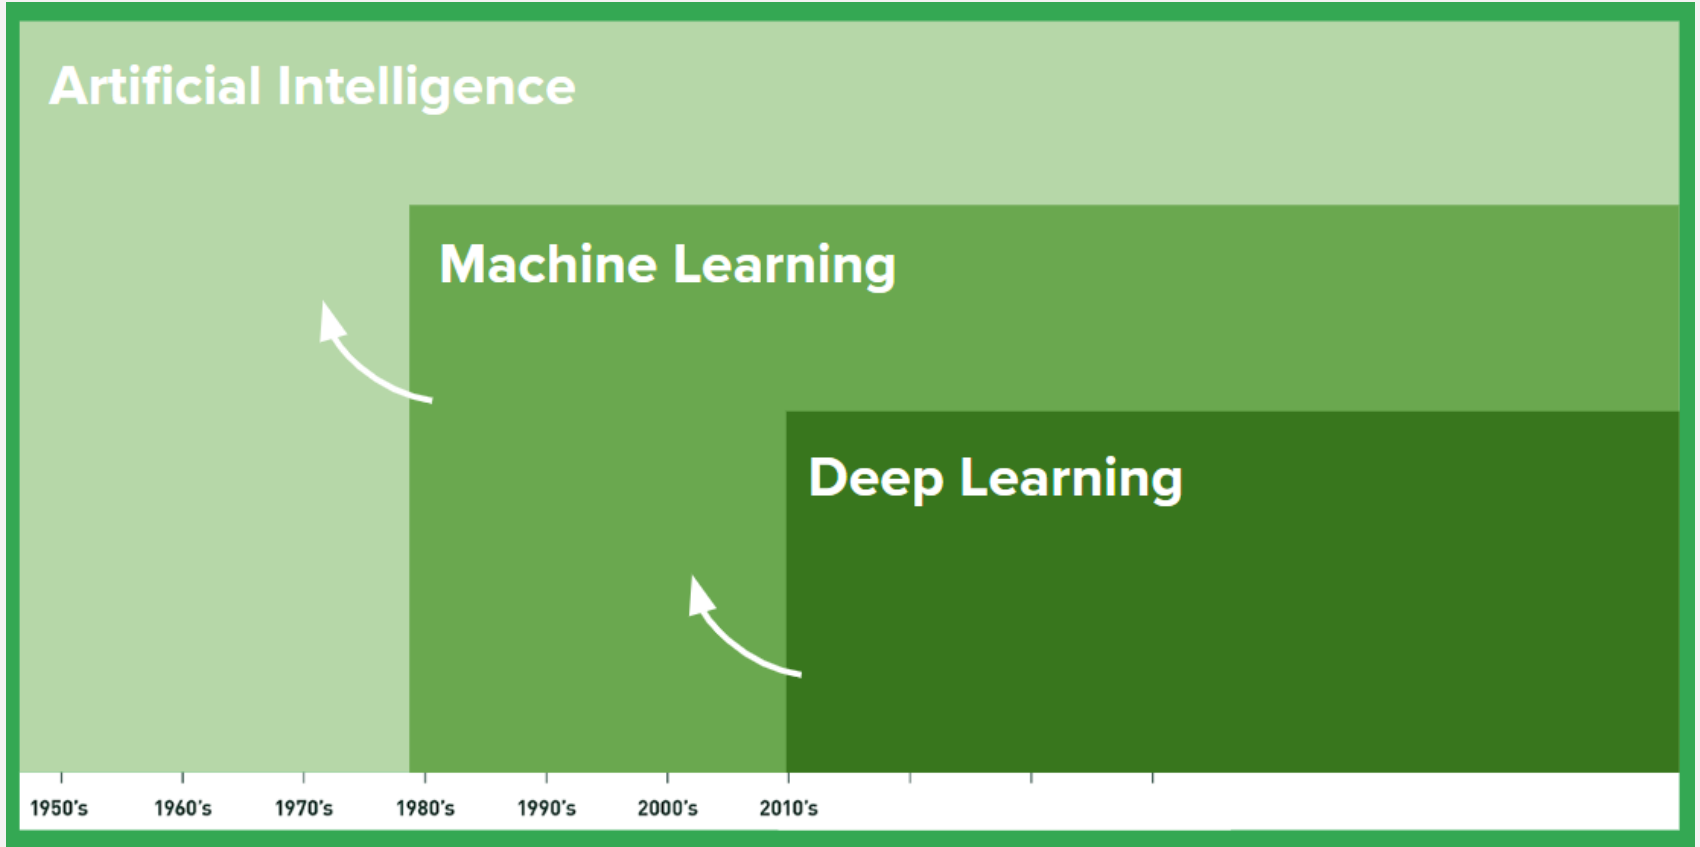 Artificial Intelligence
Machine Learning
Deep Learning
1950's 1960's 1970's 1980's 1990's 2000's 2010's